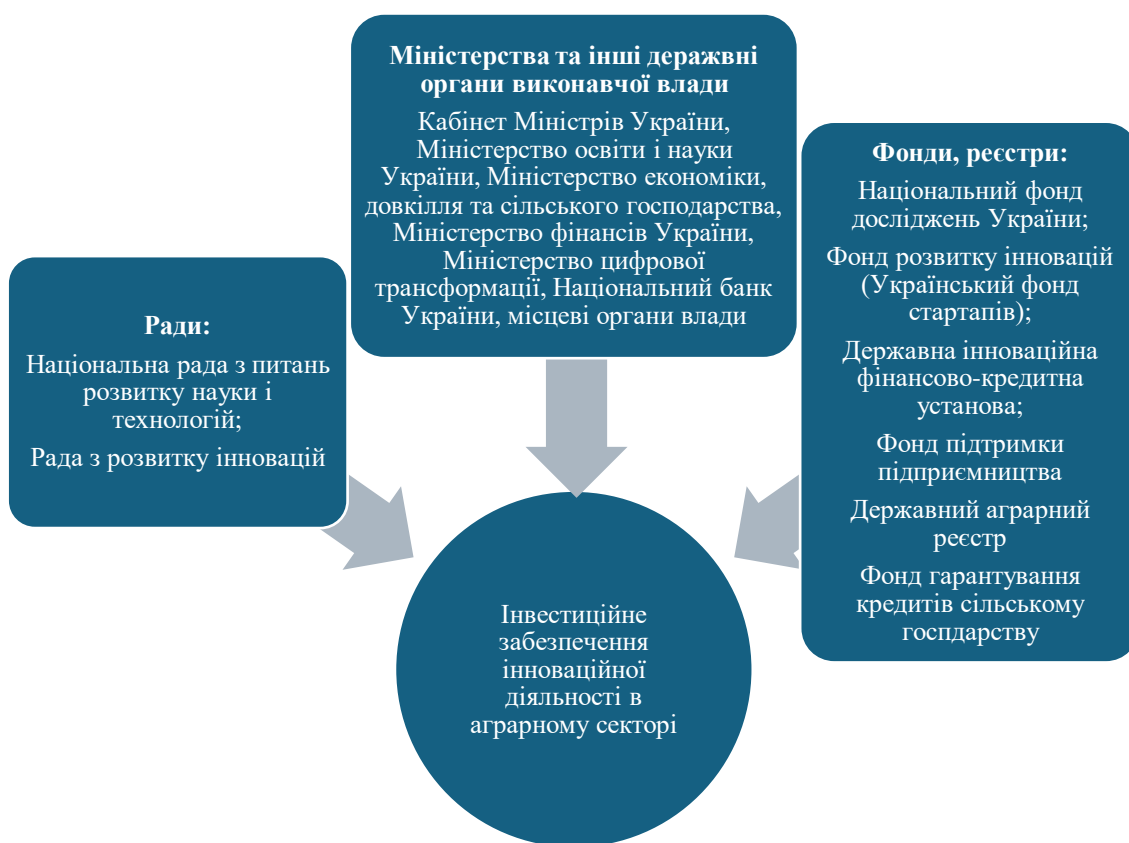 Міністерства та інші деражвні
органи виконавчої влади
Кабінет Міністрів України,
Міністерство освіти і науки
України, Міністерство економіки,
довкілля та сільського господарства,
Міністерство фінансів України,
Міністерство цифрової
трансформації, Національний банк
України, місцеві органи влади
Ради:
Національна рада з питань
розвитку науки і
технологій;
Рада з розвитку інновацій
Фонди, реєстри:
Національний фонд
досліджень України;
Фонд розвитку інновацій
(Український фонд
стартапів);
Державна інноваційна
фінансово-кредитна
установа;
Фонд підтримки
підприємництва
Державний аграрний
реєстр
Фонд гарантування
кредитів сільському
госпдарству
Інвестиційне
забезпечення
інноваційної
діяльності в
аграрному секторі